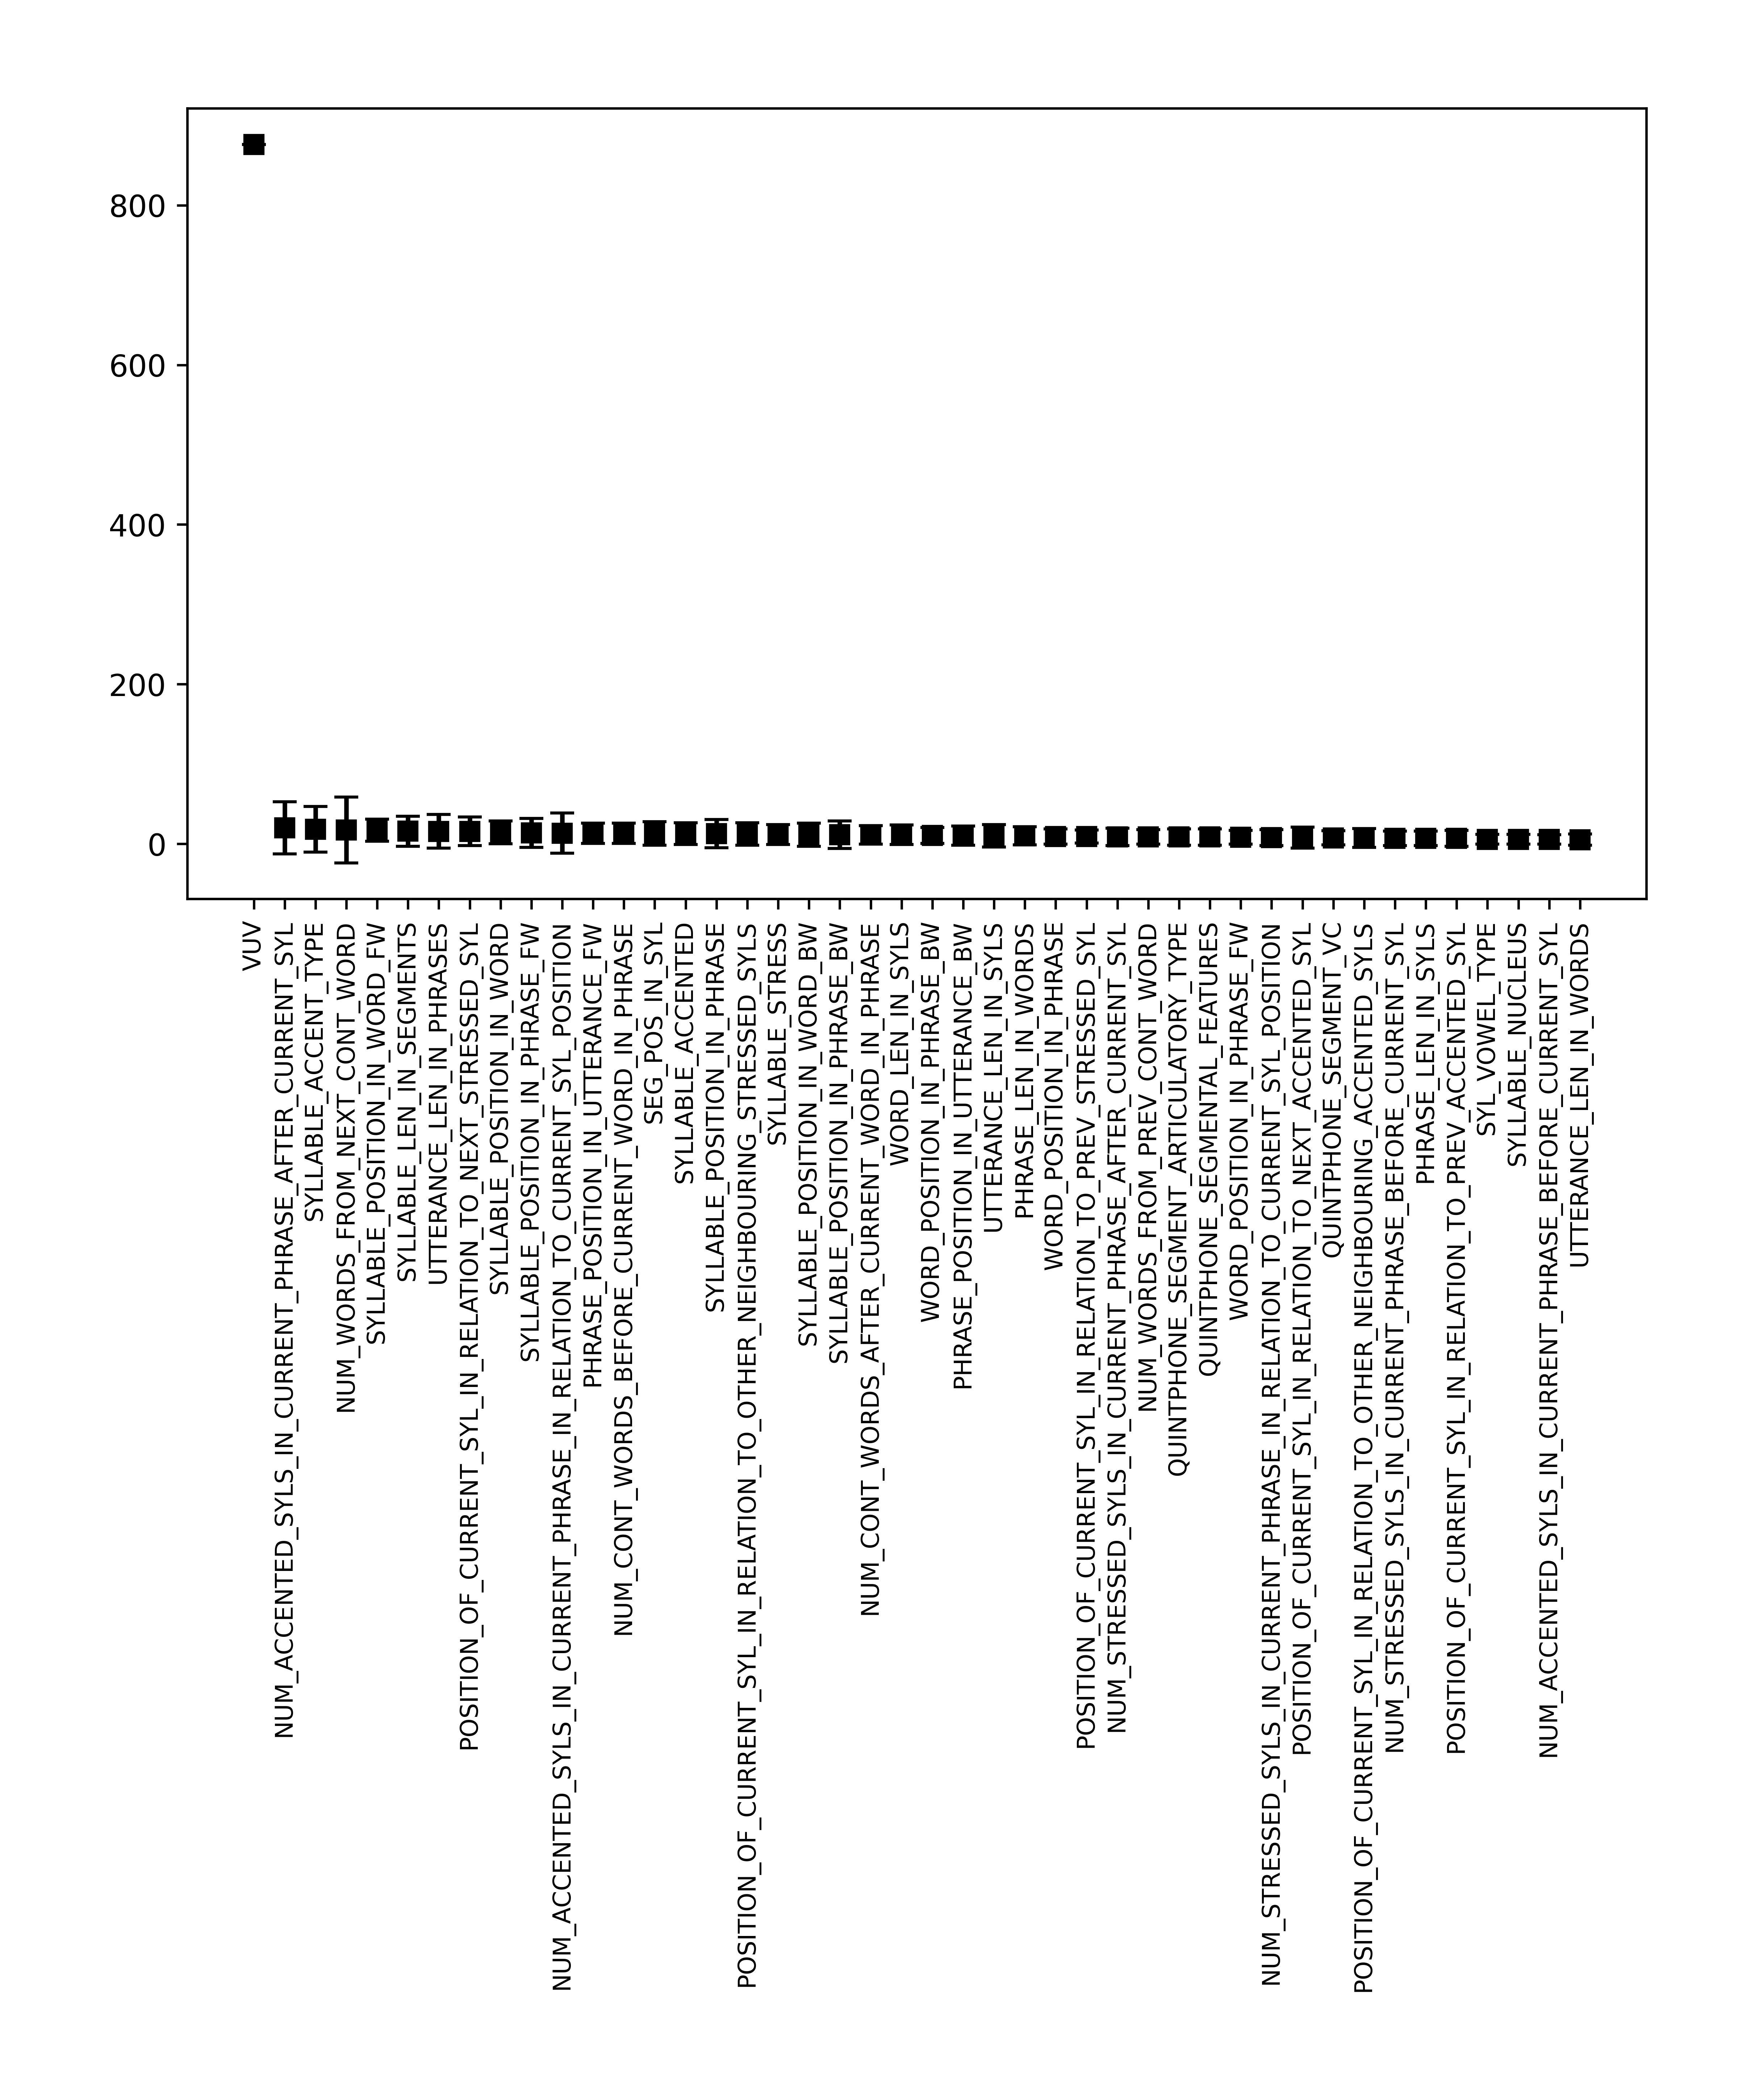 800
600
400
200
0
VUV
NUM_ACCENTED_SYLS_IN_CURRENT_PHRASE_AFTER_CURRENT_SYL
SYLLABLE_ACCENT_TYPE
NUM_WORDS_FROM_NEXT_CONT_WORD
SYLLABLE_POSITION_IN_WORD_FW
SYLLABLE_LEN_IN_SEGMENTS
UTTERANCE_LEN_IN_PHRASES
POSITION_OF_CURRENT_SYL_IN_RELATION_TO_NEXT_STRESSED_SYL
SYLLABLE_POSITION_IN_WORD
SYLLABLE_POSITION_IN_PHRASE_FW
NUM_ACCENTED_SYLS_IN_CURRENT_PHRASE_IN_RELATION_TO_CURRENT_SYL_POSITION
PHRASE_POSITION_IN_UTTERANCE_FW
NUM_CONT_WORDS_BEFORE_CURRENT_WORD_IN_PHRASE
SEG_POS_IN_SYL
SYLLABLE_ACCENTED
SYLLABLE_POSITION_IN_PHRASE
POSITION_OF_CURRENT_SYL_IN_RELATION_TO_OTHER_NEIGHBOURING_STRESSED_SYLS
SYLLABLE_STRESS
SYLLABLE_POSITION_IN_WORD_BW
SYLLABLE_POSITION_IN_PHRASE_BW
NUM_CONT_WORDS_AFTER_CURRENT_WORD_IN_PHRASE
WORD_LEN_IN_SYLS
WORD_POSITION_IN_PHRASE_BW
PHRASE_POSITION_IN_UTTERANCE_BW
UTTERANCE_LEN_IN_SYLS
PHRASE_LEN_IN_WORDS
WORD_POSITION_IN_PHRASE
POSITION_OF_CURRENT_SYL_IN_RELATION_TO_PREV_STRESSED_SYL
NUM_STRESSED_SYLS_IN_CURRENT_PHRASE_AFTER_CURRENT_SYL
NUM_WORDS_FROM_PREV_CONT_WORD
QUINTPHONE_SEGMENT_ARTICULATORY_TYPE
QUINTPHONE_SEGMENTAL_FEATURES
WORD_POSITION_IN_PHRASE_FW
NUM_STRESSED_SYLS_IN_CURRENT_PHRASE_IN_RELATION_TO_CURRENT_SYL_POSITION
POSITION_OF_CURRENT_SYL_IN_RELATION_TO_NEXT_ACCENTED_SYL
QUINTPHONE_SEGMENT_VC
POSITION_OF_CURRENT_SYL_IN_RELATION_TO_OTHER_NEIGHBOURING_ACCENTED_SYLS
NUM_STRESSED_SYLS_IN_CURRENT_PHRASE_BEFORE_CURRENT_SYL
PHRASE_LEN_IN_SYLS
POSITION_OF_CURRENT_SYL_IN_RELATION_TO_PREV_ACCENTED_SYL
SYL_VOWEL_TYPE
SYLLABLE_NUCLEUS
NUM_ACCENTED_SYLS_IN_CURRENT_PHRASE_BEFORE_CURRENT_SYL
UTTERANCE_LEN_IN_WORDS